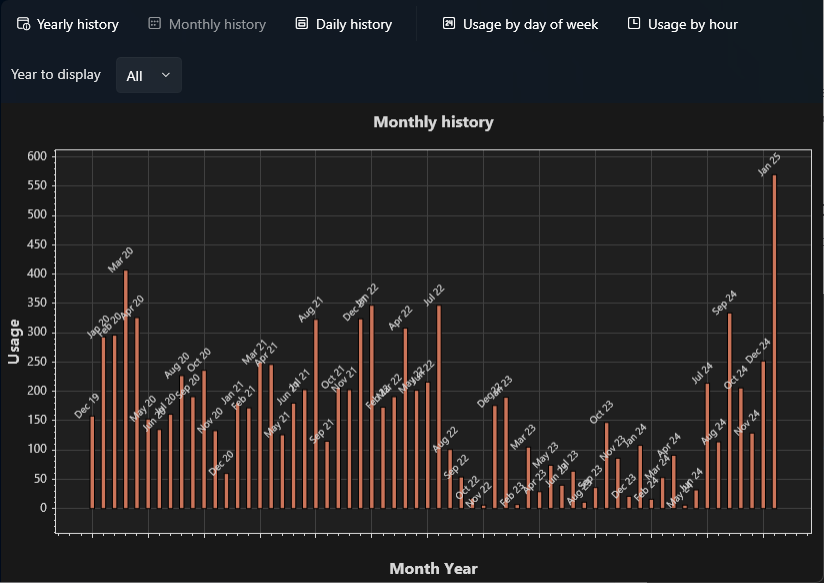 Yearly history Monthly history Daily history Usage by day of week Usage by hour
Year to display All
Monthly history
Usage
600
550
500
450
400
350
300
250
200
150
100
50
0
Dec 19
Jan 20
Feb 20
Mar 20
Apr 20
May 20
Jun 20
Jul 20
Aug 20
Sep 20
Oct 20
Nov 20
Dec 20
Jan 21
Feb 21
Mar 21
Apr 21
May 21
Jun 21
Jul 21
Aug 21
Sep 21
Oct 21
Nov 21
Dec 21
Jan 22
Feb 22
Mar 22
Apr 22
May 22
Jun 22
Jul 22
Aug 22
Sep 22
Oct 22
Nov 22
Dec 22
Jan 23
Feb 23
Mar 23
Apr 23
May 23
Jun 23
Jul 23
Aug 23
Sep 23
Oct 23
Nov 23
Dec 23
Jan 24
Feb 24
Mar 24
Apr 24
May 24
Jun 24
Jul 24
Aug 24
Sep 24
Oct 24
Nov 24
Dec 24
Jan 25
Month Year